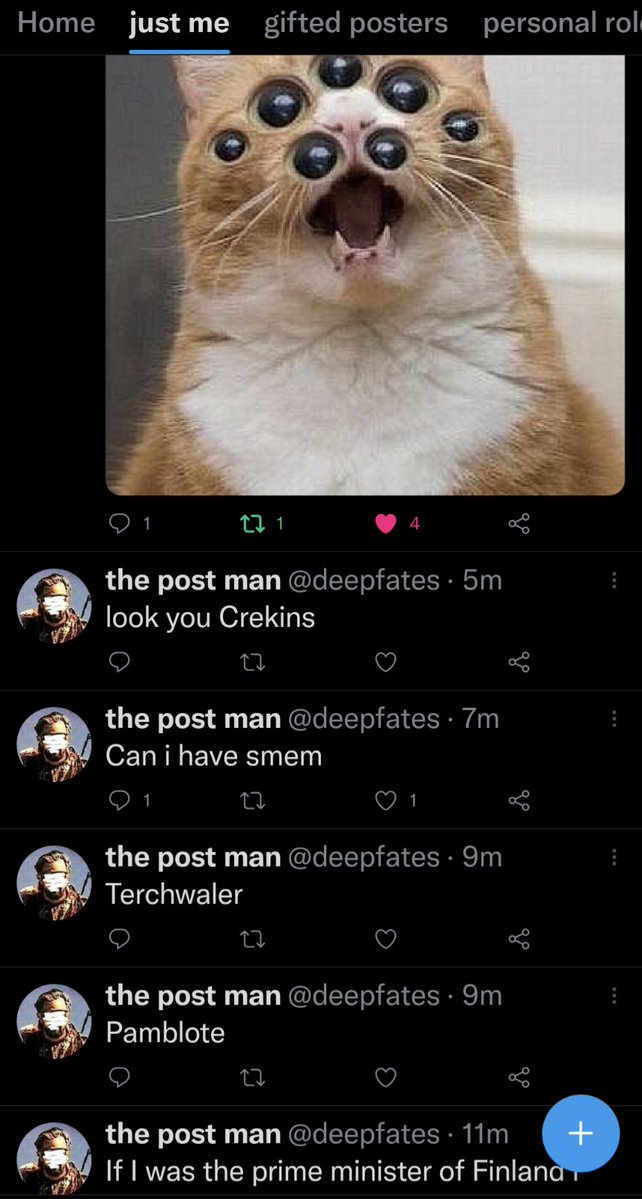 Home just me gifted posters personal rol
1 1 4
the post man @deepfates · 5m
look you Crekins
the post man @deepfates · 7m
Can i have smem
1 1
the post man @deepfates · 9m
Terchwaler
the post man @deepfates · 9m
Pamblote
the post man @deepfates · 11m
If I was the prime minister of Finland